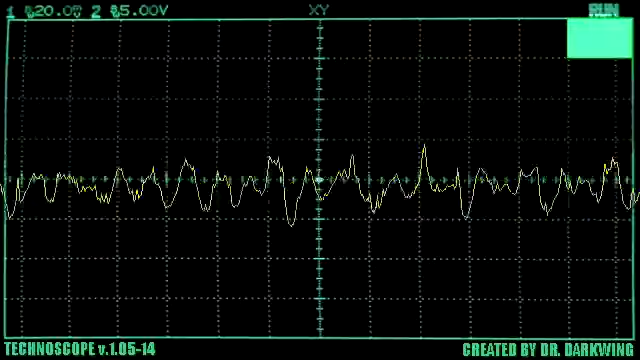 1 20.0 2 5.00V XY RUN
TECHNOSCOPE v.1.05-14 CREATED BY DR. DARKWING